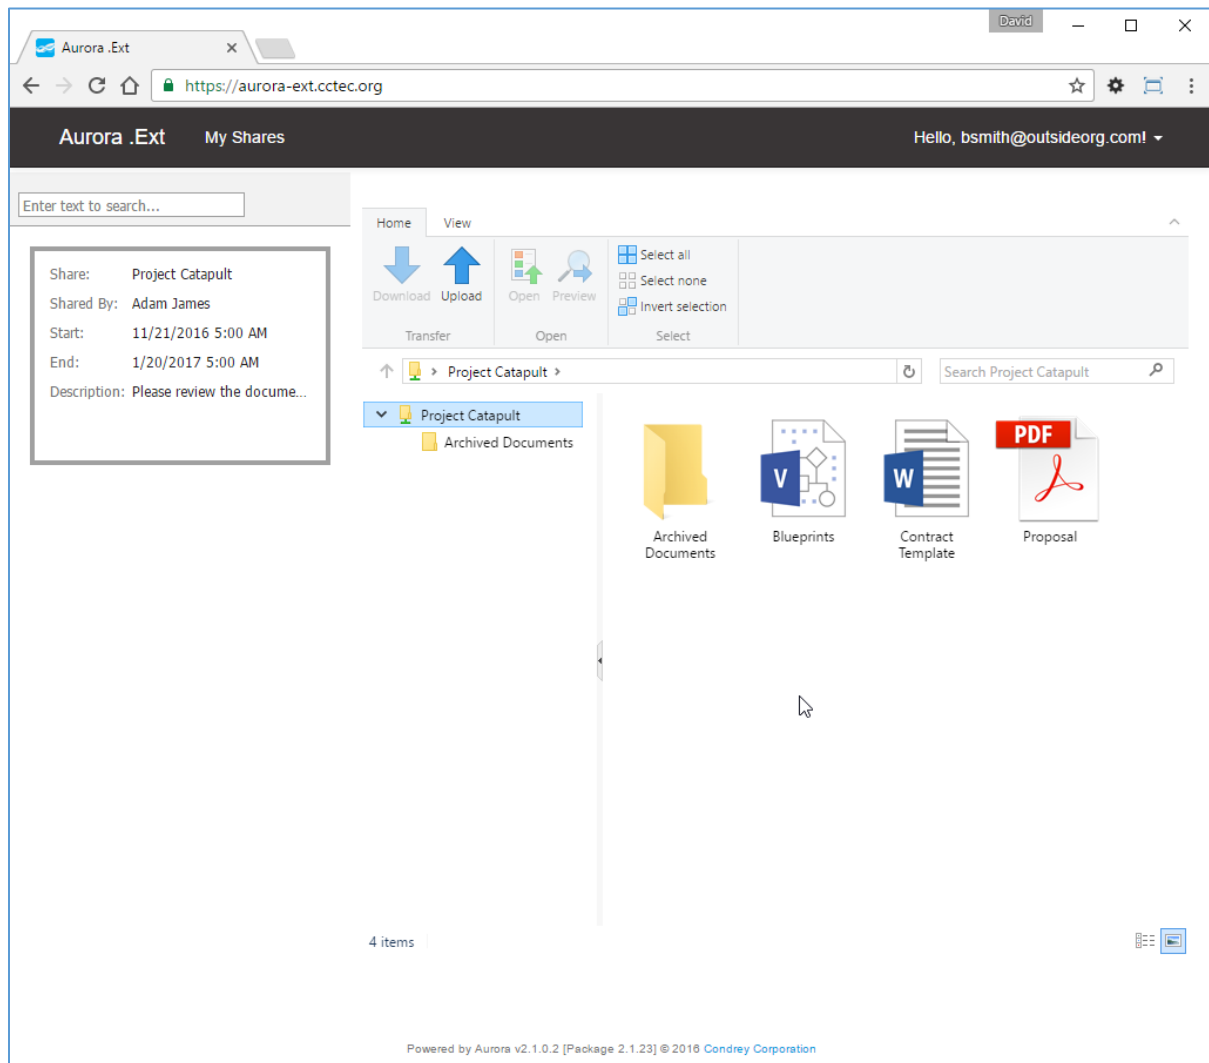 David
Aurora .Ext
https://aurora-ext.cctec.org
Aurora .Ext My Shares Hello, bsmith@outsideorg.com!
Enter text to search...
Share: Project Catapult
Shared By: Adam James
Start: 11/21/2016 5:00 AM
End: 1/20/2017 5:00 AM
Description: Please review the docume...
Home View
Download Upload Open Preview
Select all
Select none
Invert selection
Transfer Open Select
Project Catapult
Search Project Catapult
Project Catapult
Archived Documents
PDF
V
W
Archived
Documents
Blueprints
Contract
Template
Proposal
4 items
Powered by Aurora v2.1.0.2 [Package 2.1.23] © 2016 Condrey Corporation